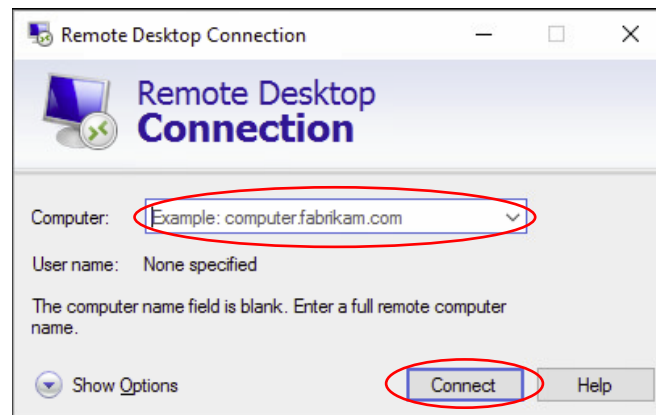 Remote Desktop Connection
Remote Desktop
Connection
Computer: Example: computer.fabrikam.com
User name: None specified
The computer name field is blank. Enter a full remote computer
name.
Show Options Connect Help